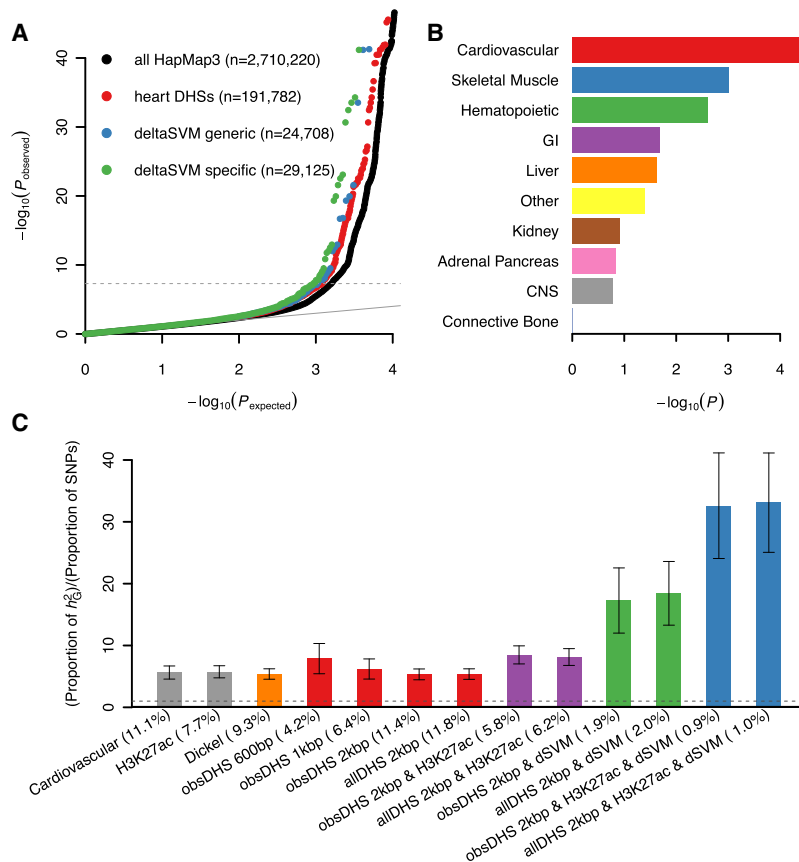 A
all HapMap3 (n=2,710,220)
heart DHSs (n=191,782)
deltaSVM generic (n=24,708)
deltaSVM specific (n=29,125)
−log10(Pobserved)
40
30
20
10
0
0 1 2 3 4
−log10(Pexpected)
B
Cardiovascular
Skeletal Muscle
Hematopoietic
GI
Liver
Other
Kidney
Adrenal Pancreas
CNS
Connective Bone
0 1 2 3 4
−log10(P)
C
(Proportion of h²G)/(Proportion of SNPs)
40
30
20
10
0
Cardiovascular (11.1%)
H3K27ac ( 7.7%)
Dickel ( 9.3%)
obsDHS 600bp ( 4.2%)
obsDHS 1kbp ( 6.4%)
obsDHS 2kbp (11.4%)
allDHS 2kbp (11.8%)
obsDHS 2kbp & H3K27ac ( 5.8%)
allDHS 2kbp & H3K27ac ( 6.2%)
obsDHS 2kbp & dSVM ( 1.9%)
allDHS 2kbp & dSVM ( 2.0%)
obsDHS 2kbp & H3K27ac & dSVM ( 0.9%)
allDHS 2kbp & H3K27ac & dSVM ( 1.0%)